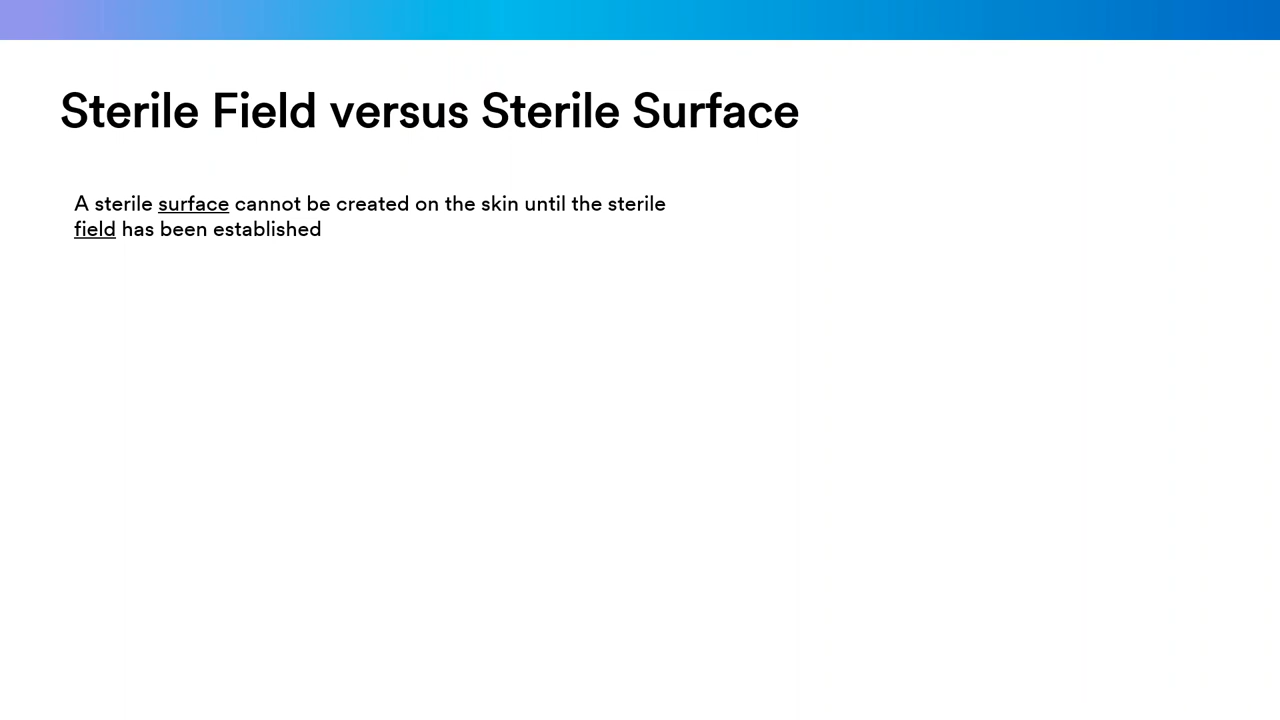 Sterile Field versus Sterile Surface
A sterile surface cannot be created on the skin until the sterile
field has been established